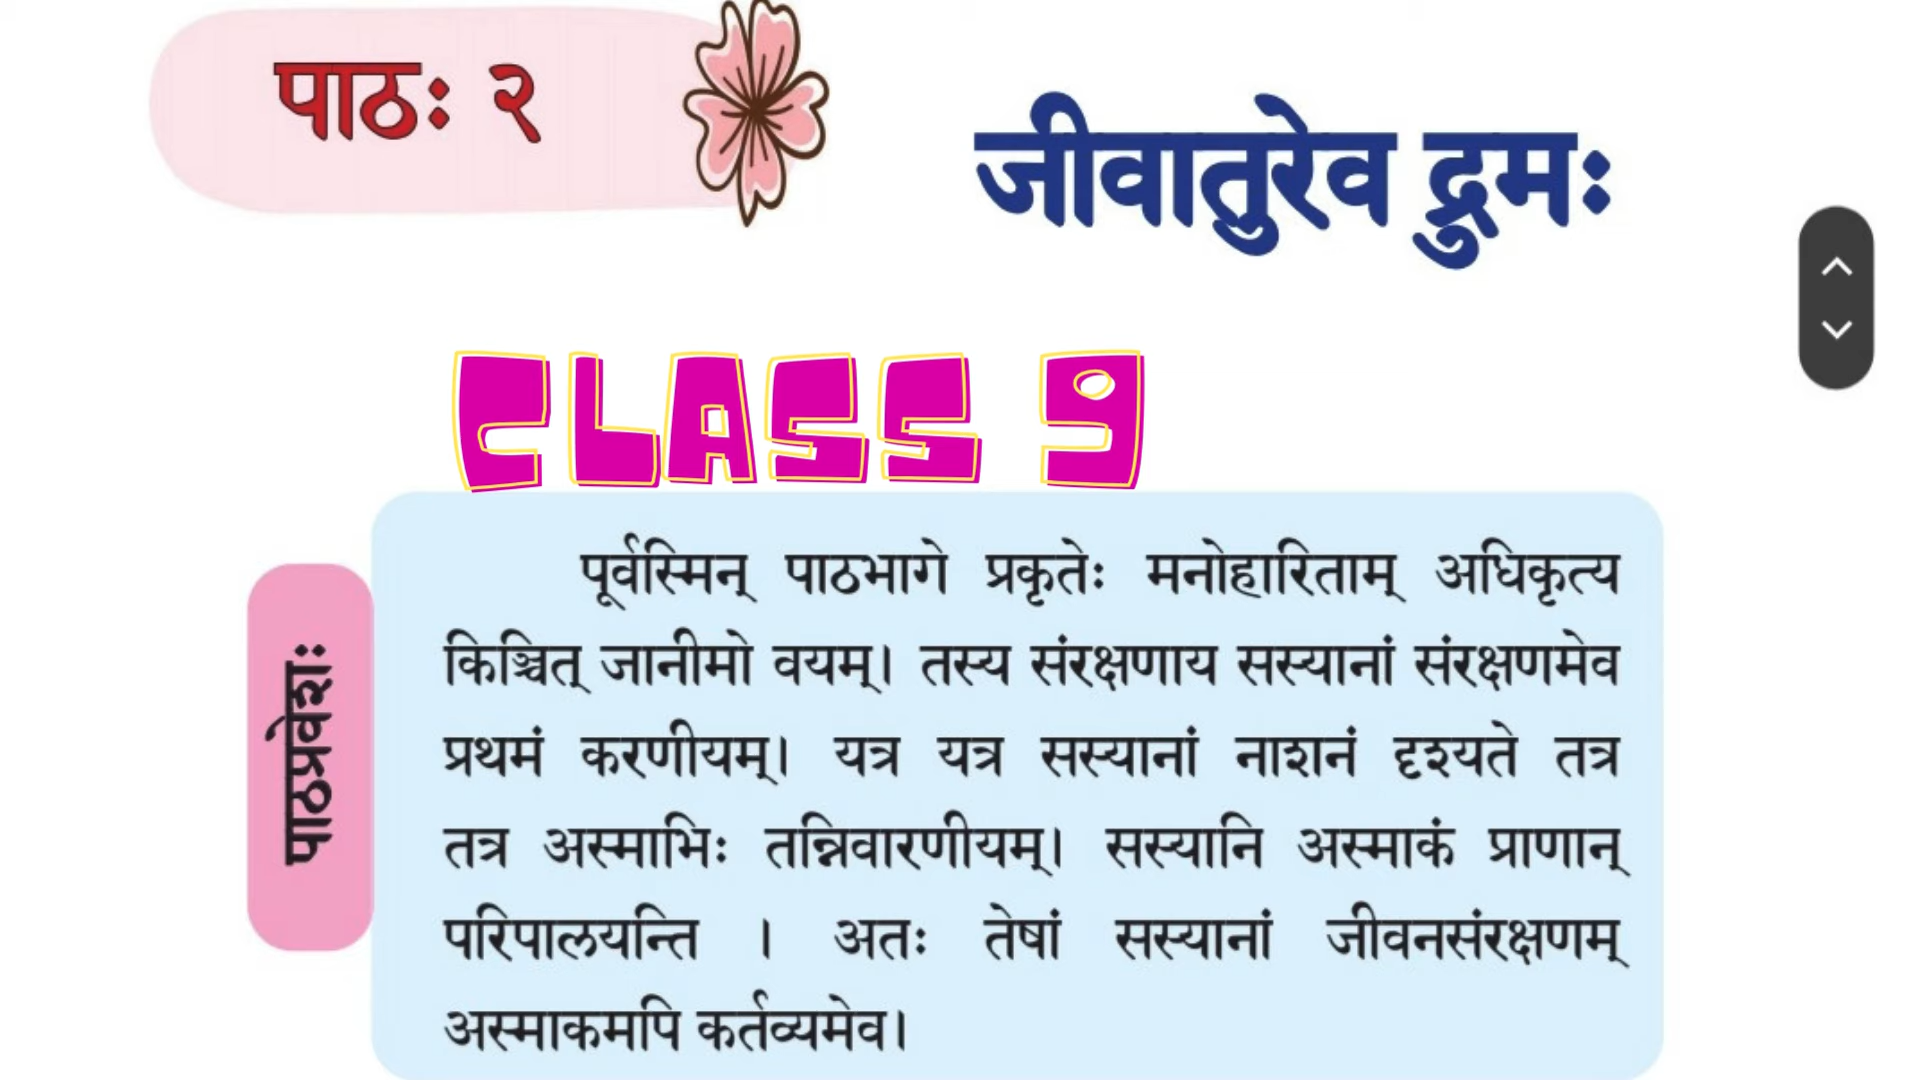 पाठः २
जीवातुरेव द्रुमः
CLASS 9
पाठप्रवेशः
पूर्वस्मिन् पाठभागे प्रकृतेः मनोहारिताम् अधिकृत्य
किञ्चित् जानीमो वयम्। तस्य संरक्षणाय सस्यानां संरक्षणमेव
प्रथमं करणीयम्। यत्र यत्र सस्यानां नाशनं दृश्यते तत्र
तत्र अस्माभिः तन्निवारणीयम्। सस्यानि अस्माकं प्राणान्
परिपालयन्ति । अतः तेषां सस्यानां जीवनसंरक्षणम्
अस्माकमपि कर्तव्यमेव।